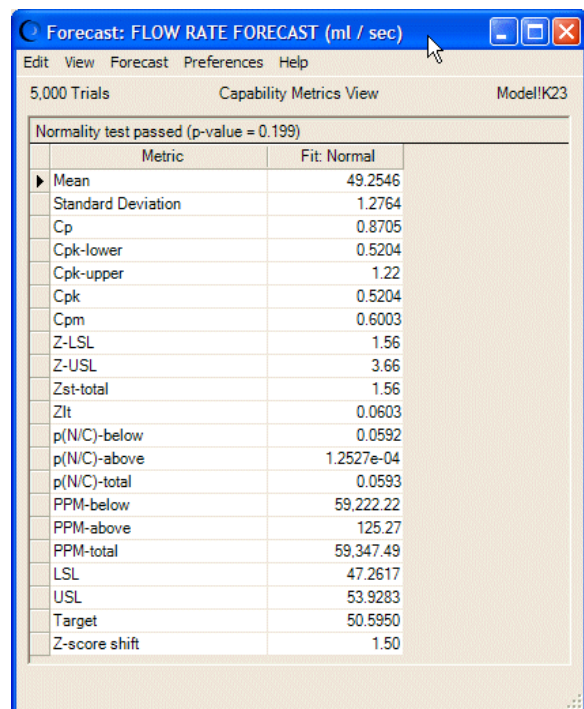 Forecast: FLOW RATE FORECAST (ml / sec)
Edit View Forecast Preferences Help
5,000 Trials Capability Metrics View Model!K23
Normality test passed (p-value = 0.199)
Metric Fit: Normal
Mean 49.2546
Standard Deviation 1.2764
Cp 0.8705
Cpk-lower 0.5204
Cpk-upper 1.22
Cpk 0.5204
Cpm 0.6003
Z-LSL 1.56
Z-USL 3.66
Zst-total 1.56
Zlt 0.0603
p(N/C)-below 0.0592
p(N/C)-above 1.2527e-04
p(N/C)-total 0.0593
PPM-below 59,222.22
PPM-above 125.27
PPM-total 59,347.49
LSL 47.2617
USL 53.9283
Target 50.5950
Z-score shift 1.50